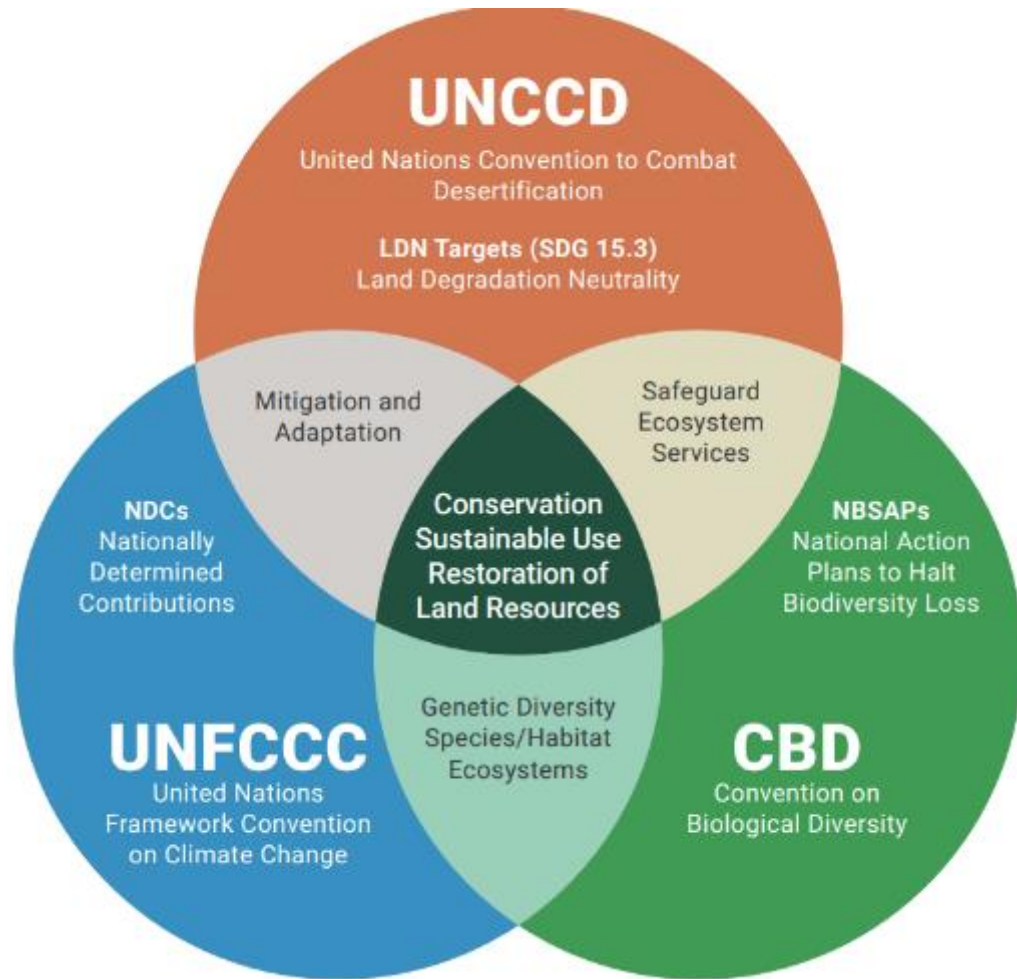 UNCCD
United Nations Convention to Combat
Desertification
LDN Targets (SDG 15.3)
Land Degradation Neutrality
Mitigation and
Adaptation
Safeguard
Ecosystem
Services
Conservation
Sustainable Use
Restoration of
Land Resources
NDCs
Nationally
Determined
Contributions
NBSAPs
National Action
Plans to Halt
Biodiversity Loss
Genetic Diversity
Species/Habitat
Ecosystems
UNFCCC
United Nations
Framework Convention
on Climate Change
CBD
Convention on
Biological Diversity